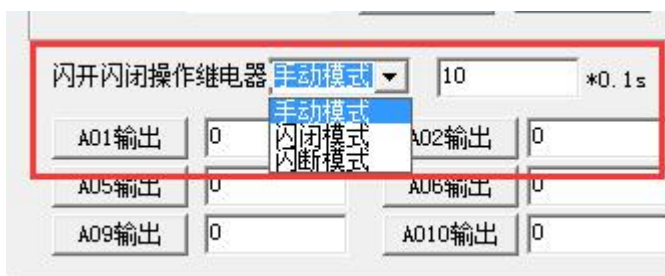 闪开闪闭操作继电器 手动模式 10 *0.1s
手动模式
闪闭模式
闪断模式
A01输出 0 A02输出 0
A05输出 0 A06输出 0
A09输出 0 A010输出 0